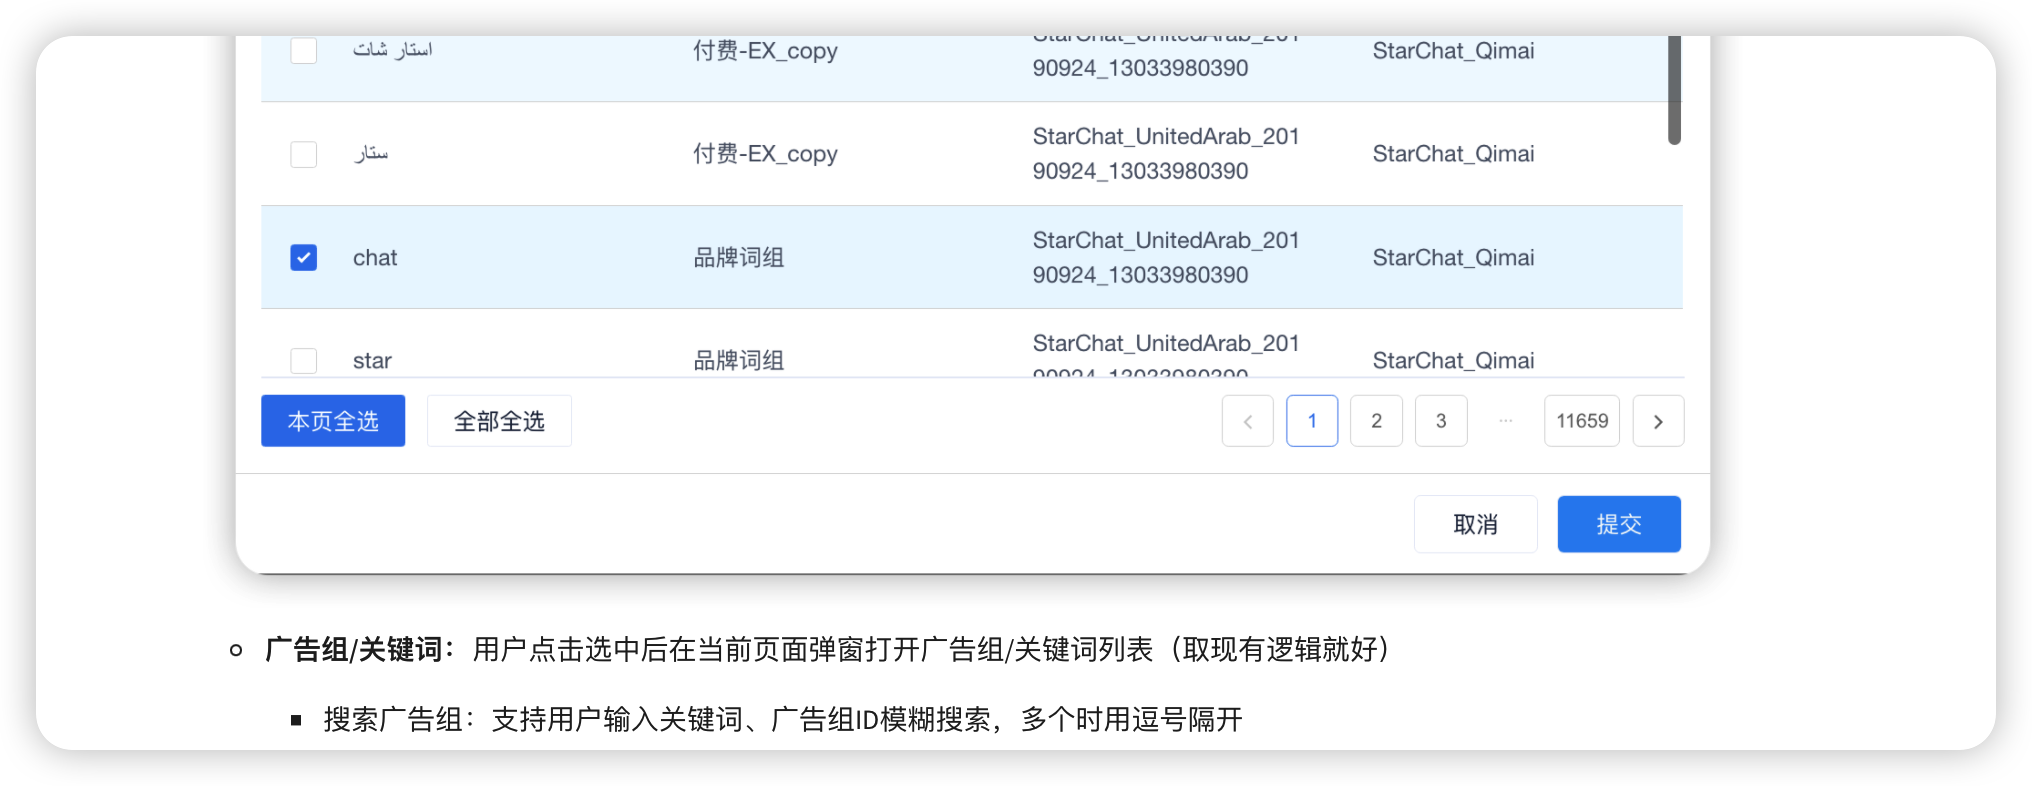 استار شات
付费-EX_copy
StarChat_UnitedArab_201
90924_13033980390
StarChat_Qimai
ستار
付费-EX_copy
StarChat_UnitedArab_201
90924_13033980390
StarChat_Qimai
chat
品牌词组
StarChat_UnitedArab_201
90924_13033980390
StarChat_Qimai
star
品牌词组
StarChat_UnitedArab_201
90924_13033980390
StarChat_Qimai
本页全选
全部全选
1
2
3
···
11659
取消
提交
广告组/关键词：用户点击选中后在当前页面弹窗打开广告组/关键词列表（取现有逻辑就好）
搜索广告组：支持用户输入关键词、广告组ID模糊搜索，多个时用逗号隔开